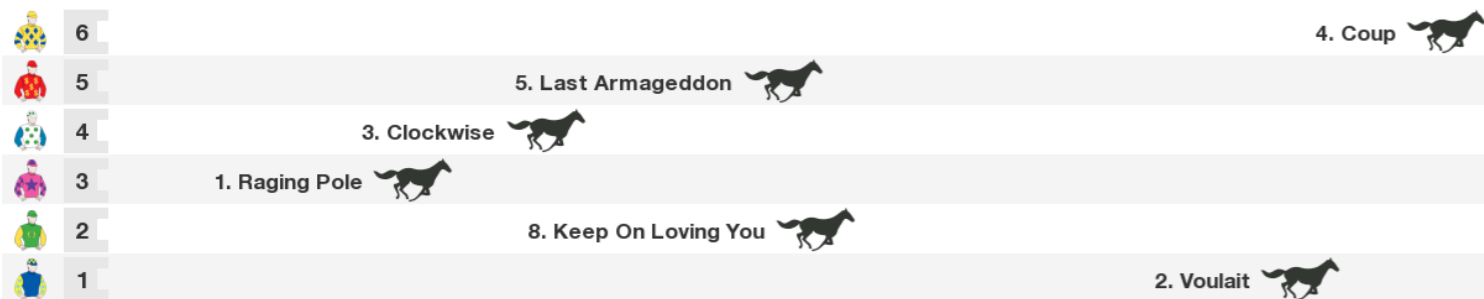 6 4. Coup
5 5. Last Armageddon
4 3. Clockwise
3 1. Raging Pole
2 8. Keep On Loving You
1 2. Voulait